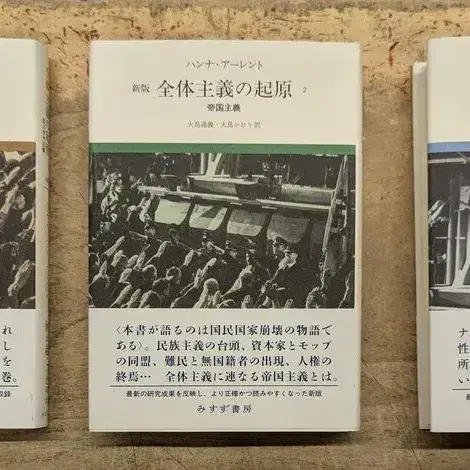 ハンナ・アーレント
新版 全体主義の起原 2
帝国主義
大島通義・大島かおり訳
〈本書が語るのは国民国家崩壊の物語で
ある〉。民族主義の台頭、資本家とモッブ
の同盟、難民と無国籍者の出現、人権の
終焉… 全体主義に連なる帝国主義とは。
最新の研究成果を反映し、より正確かつ読みやすくなった新版
みすず書房
れ
し
を
巻。
収録
ナ
性
所
い